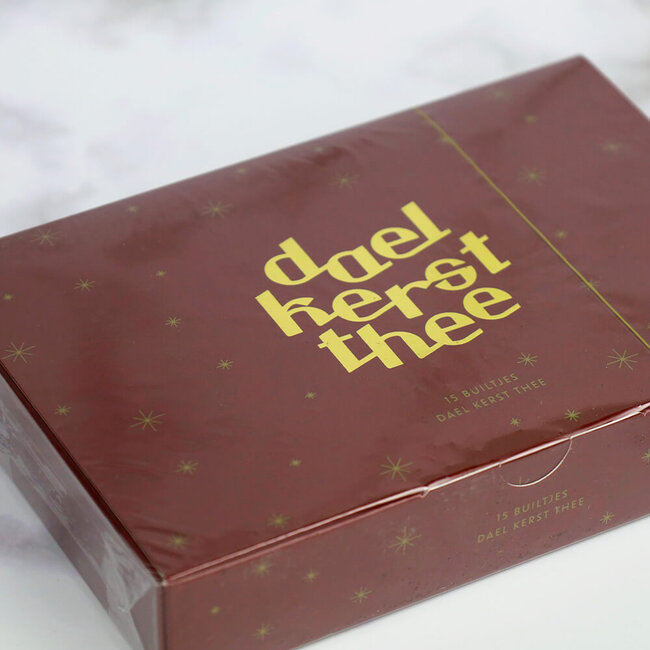 dael
kerst
thee
15 BUILTJES
DAEL KERST THEE
15 BUILTJES
DAEL KERST THEE